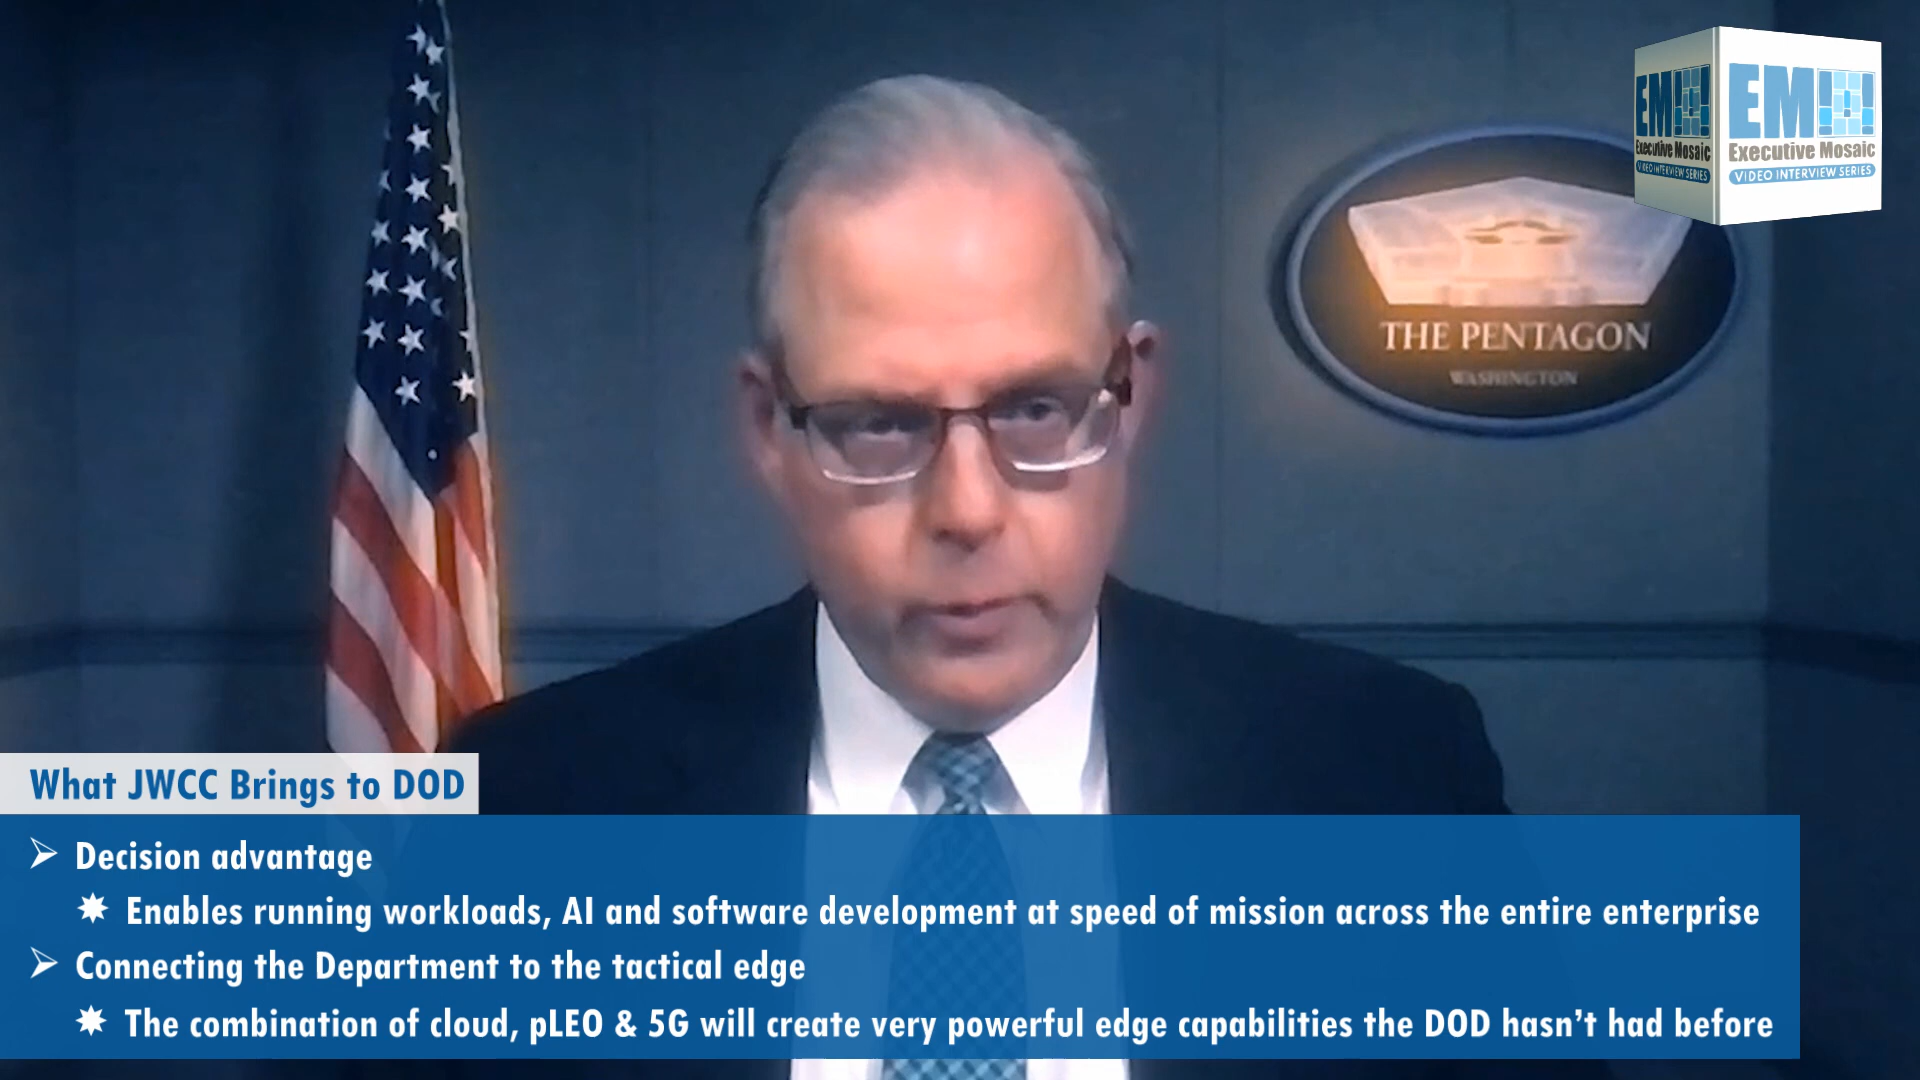 EM
Executive Mosaic
VIDEO INTERVIEW SERIES
EM
Executive Mosaic
VIDEO INTERVIEW SERIES
THE PENTAGON
WASHINGTON
What JWCC Brings to DOD
Decision advantage
Enables running workloads, AI and software development at speed of mission across the entire enterprise
Connecting the Department to the tactical edge
The combination of cloud, pLEO & 5G will create very powerful edge capabilities the DOD hasn't had before